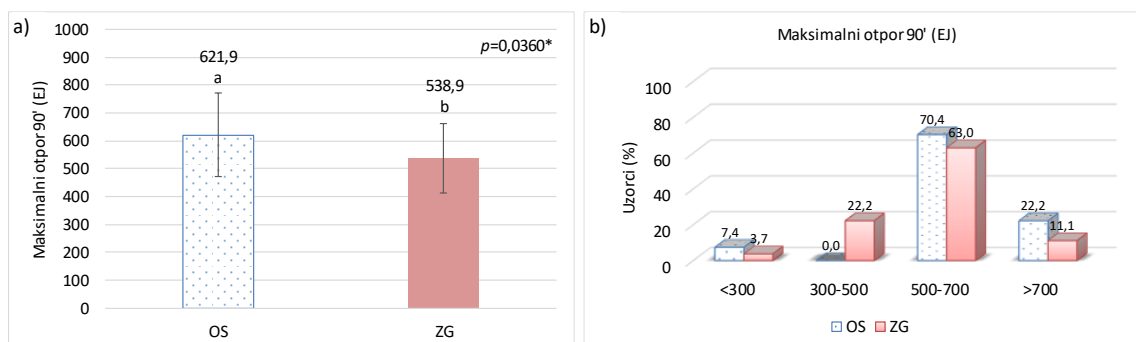 a)
p=0,0360*
Maksimalni otpor 90' (EJ)
1000
900
800
700
600
500
400
300
200
100
0
621,9
a
538,9
b
OS
ZG
b)
Maksimalni otpor 90' (EJ)
Uzorci (%)
100
80
60
40
20
0
7,4
3,7
0,0
22,2
70,4
63,0
22,2
11,1
<300
300-500
500-700
>700
OS
ZG